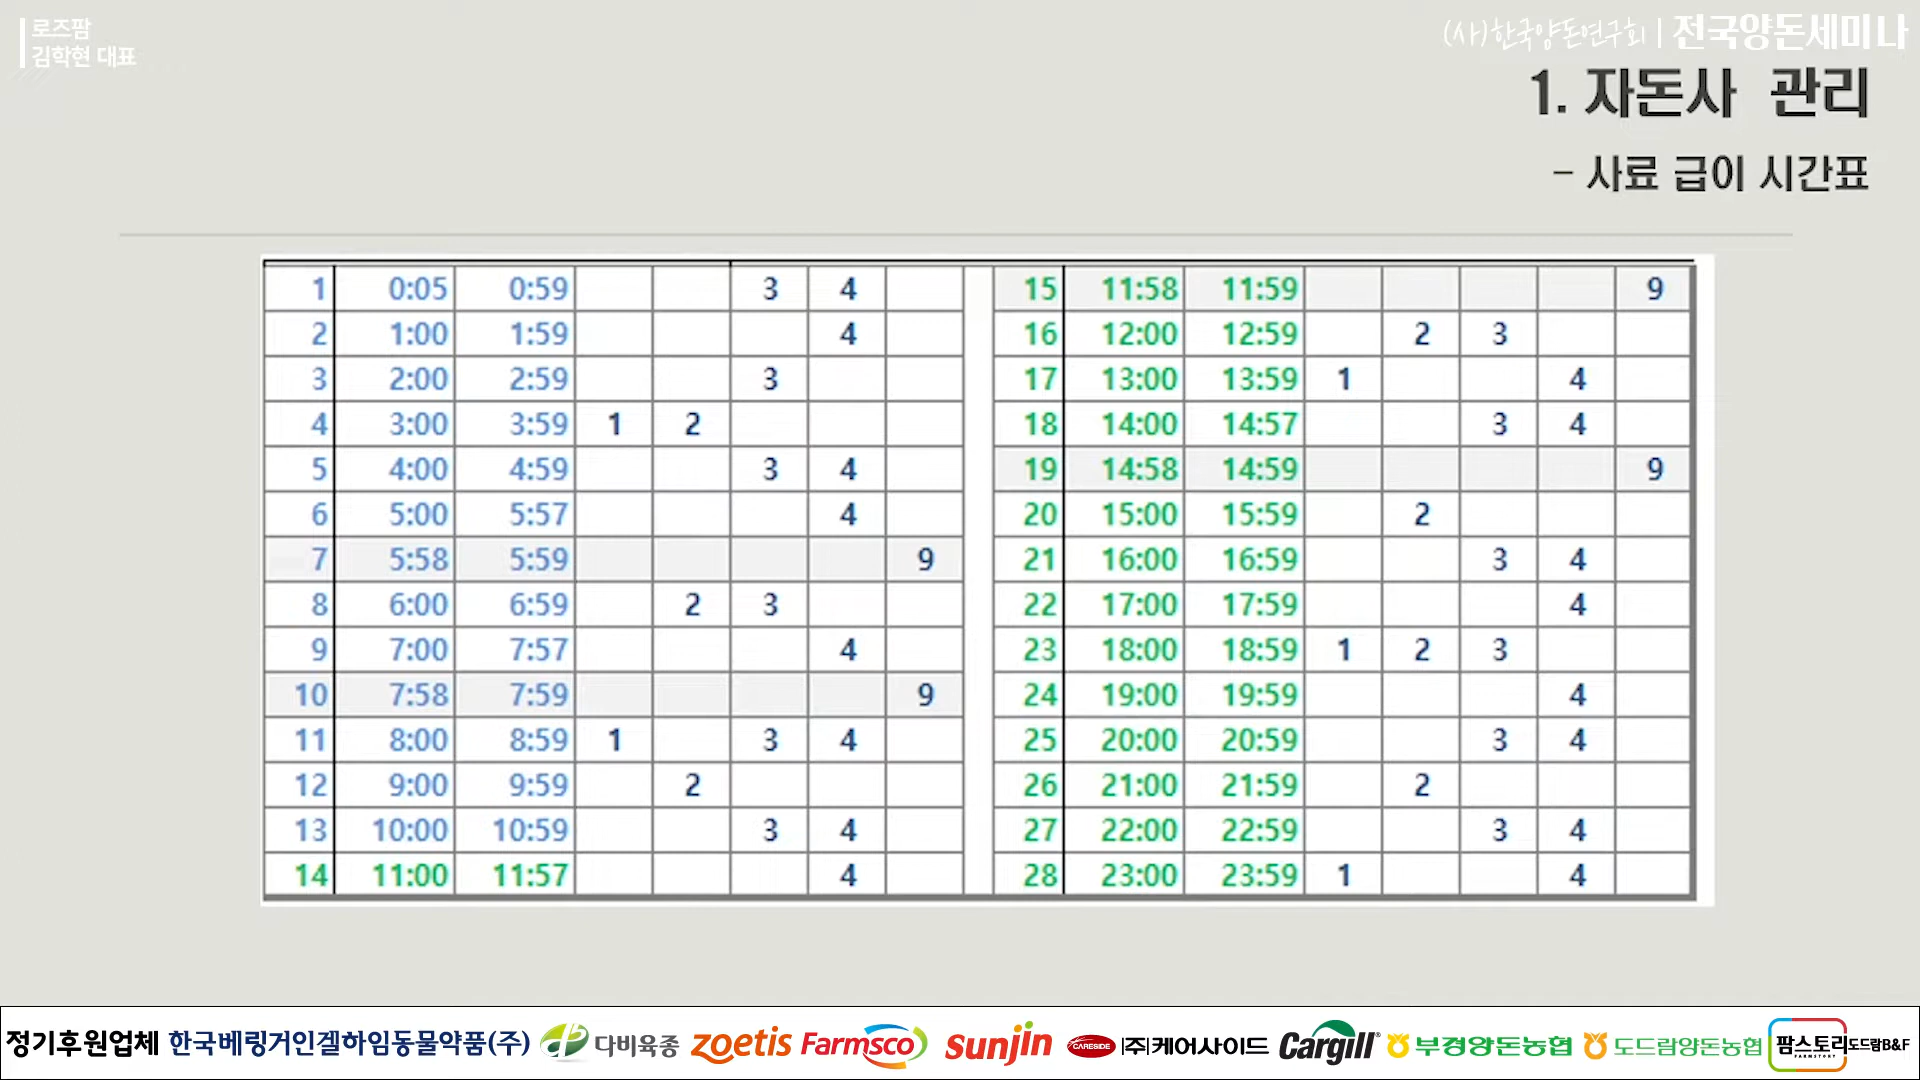 로즈팜
김학현 대표
(사)한국양돈연구회 | 전국양돈세미나
1. 자돈사 관리
- 사료 급이 시간표
1 0:05 0:59 3 4
2 1:00 1:59 4
3 2:00 2:59 3
4 3:00 3:59 1 2
5 4:00 4:59 3 4
6 5:00 5:57 4
7 5:58 5:59 9
8 6:00 6:59 2 3
9 7:00 7:57 4
10 7:58 7:59 9
11 8:00 8:59 1 3 4
12 9:00 9:59 2
13 10:00 10:59 3 4
14 11:00 11:57 4
15 11:58 11:59 9
16 12:00 12:59 2 3
17 13:00 13:59 1 4
18 14:00 14:57 3 4
19 14:58 14:59 9
20 15:00 15:59 2
21 16:00 16:59 3 4
22 17:00 17:59 4
23 18:00 18:59 1 2 3
24 19:00 19:59 4
25 20:00 20:59 3 4
26 21:00 21:59 2
27 22:00 22:59 3 4
28 23:00 23:59 1 4
정기후원업체 한국베링거인겔하임동물약품(주) 다비육종 zoetis Farmsco sunjin CARESIDE (주)케어사이드 Cargill 부경양돈농협 도드람양돈농협 팜스토리 FARMSTORY 도드람B&F